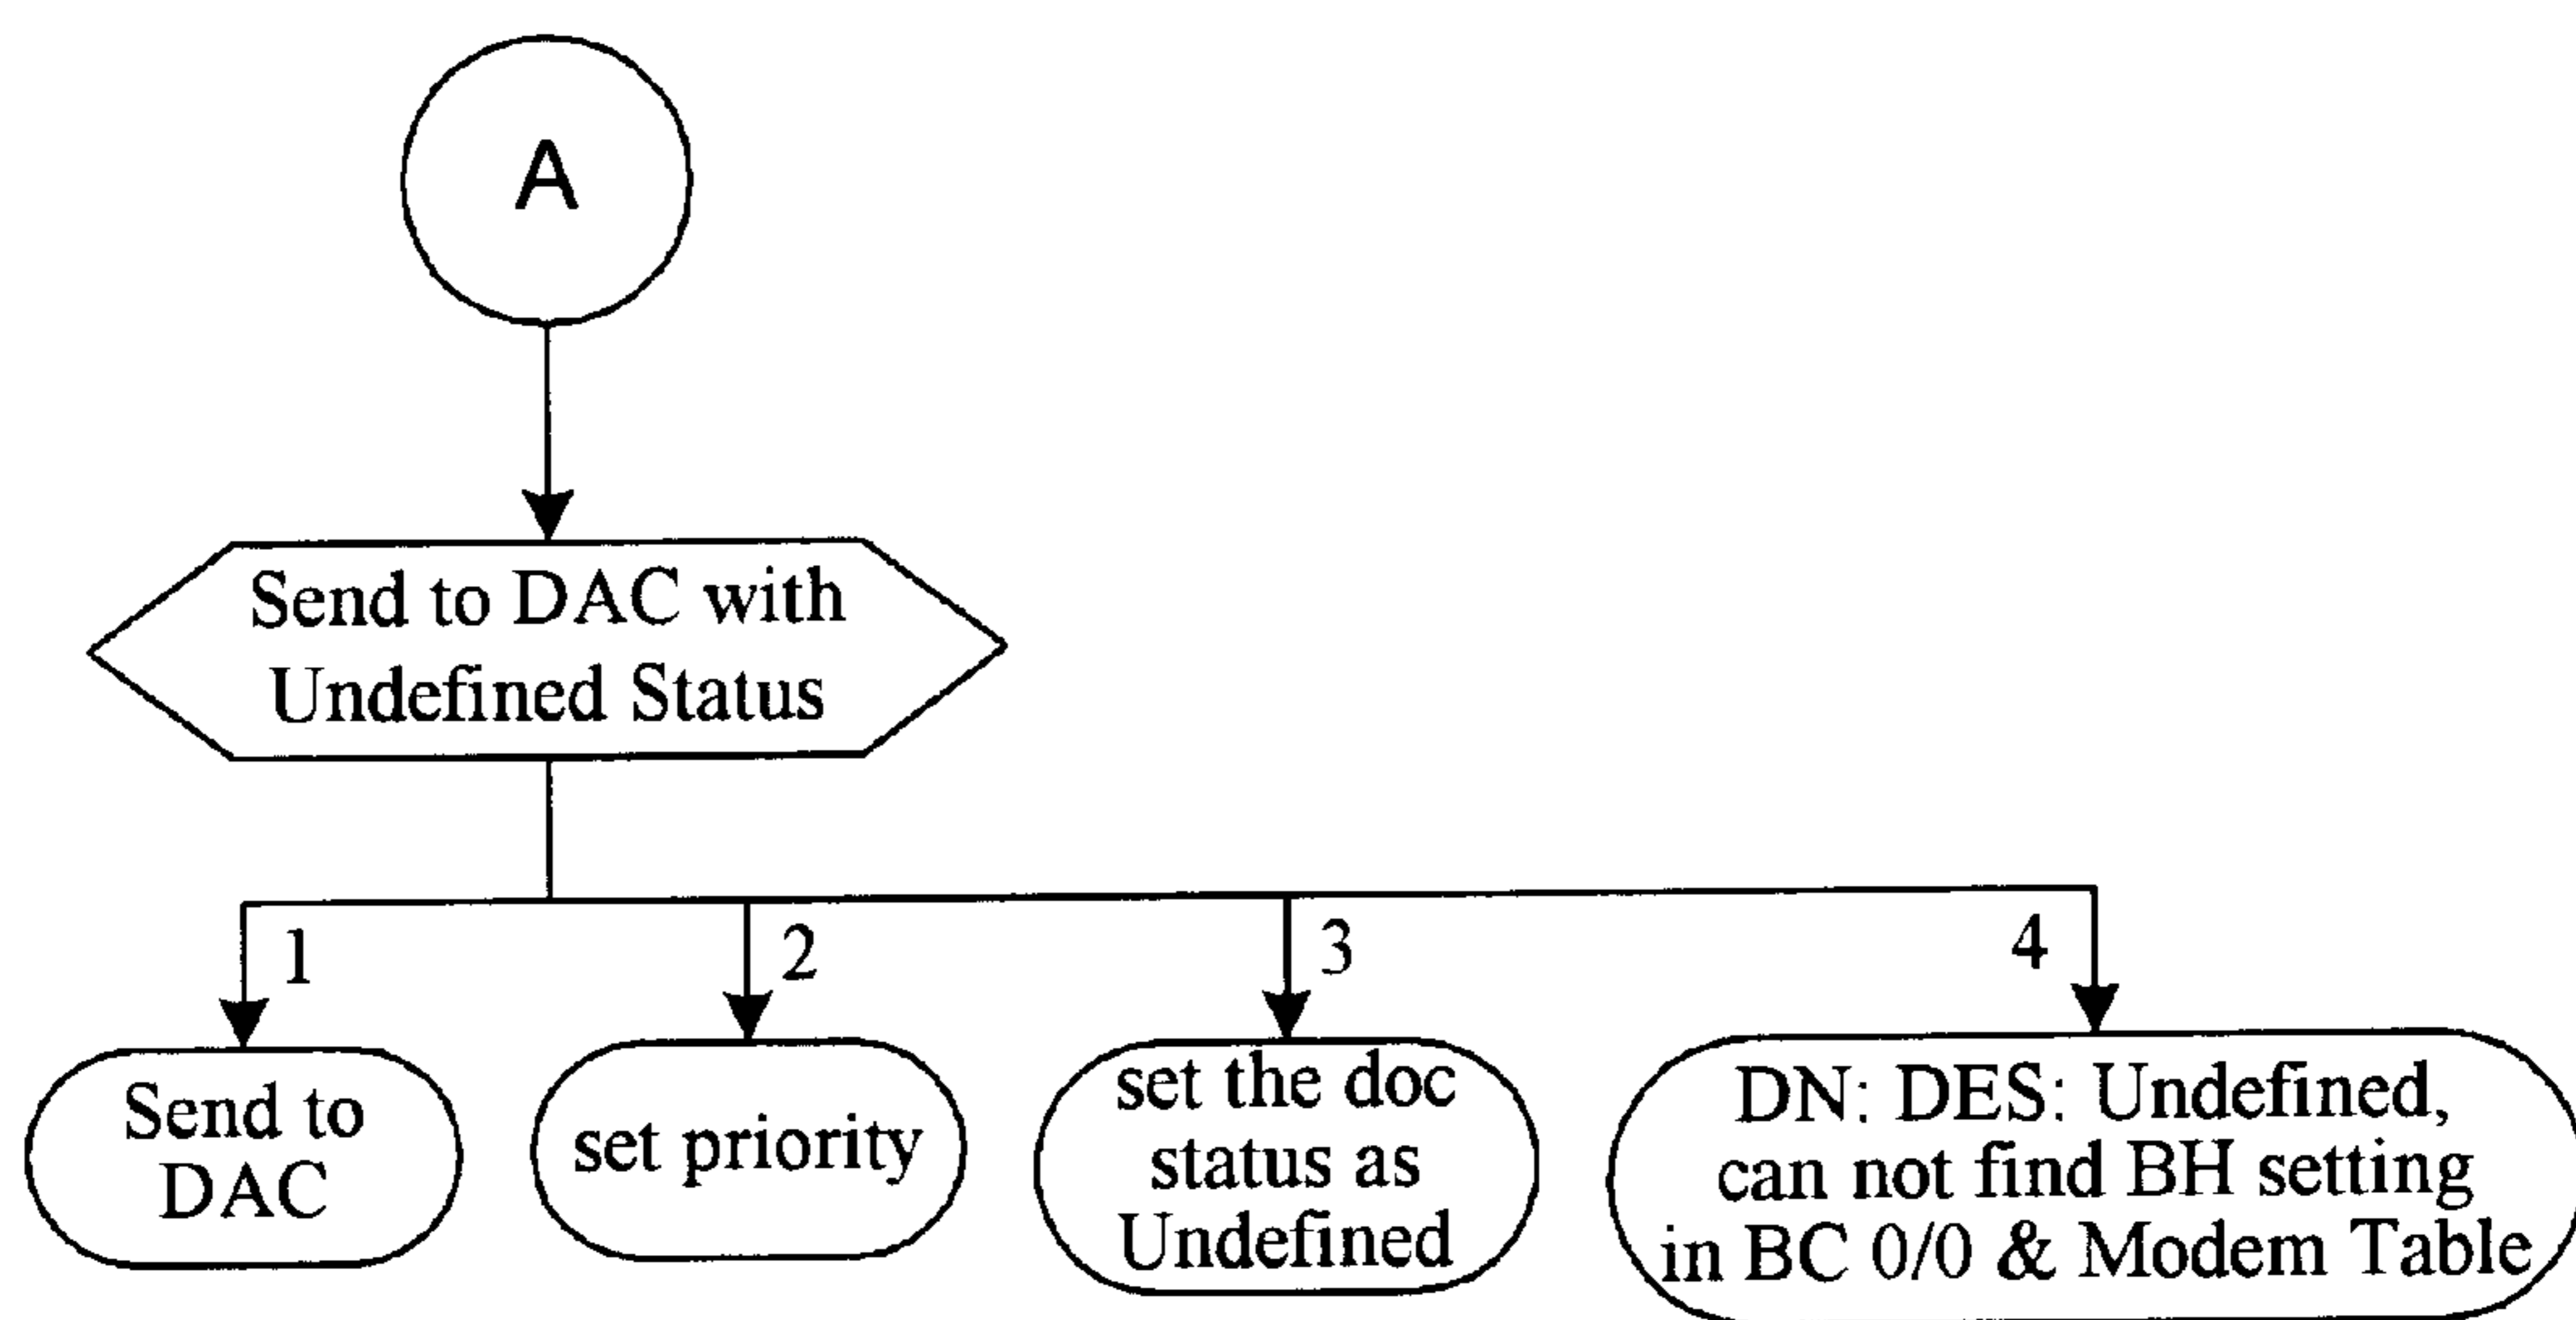 A
Send to DAC with
Undefined Status
1
2
3
4
Send to
DAC
set priority
set the doc
status as
Undefined
DN: DES: Undefined,
can not find BH setting
in BC 0/0 & Modem Table